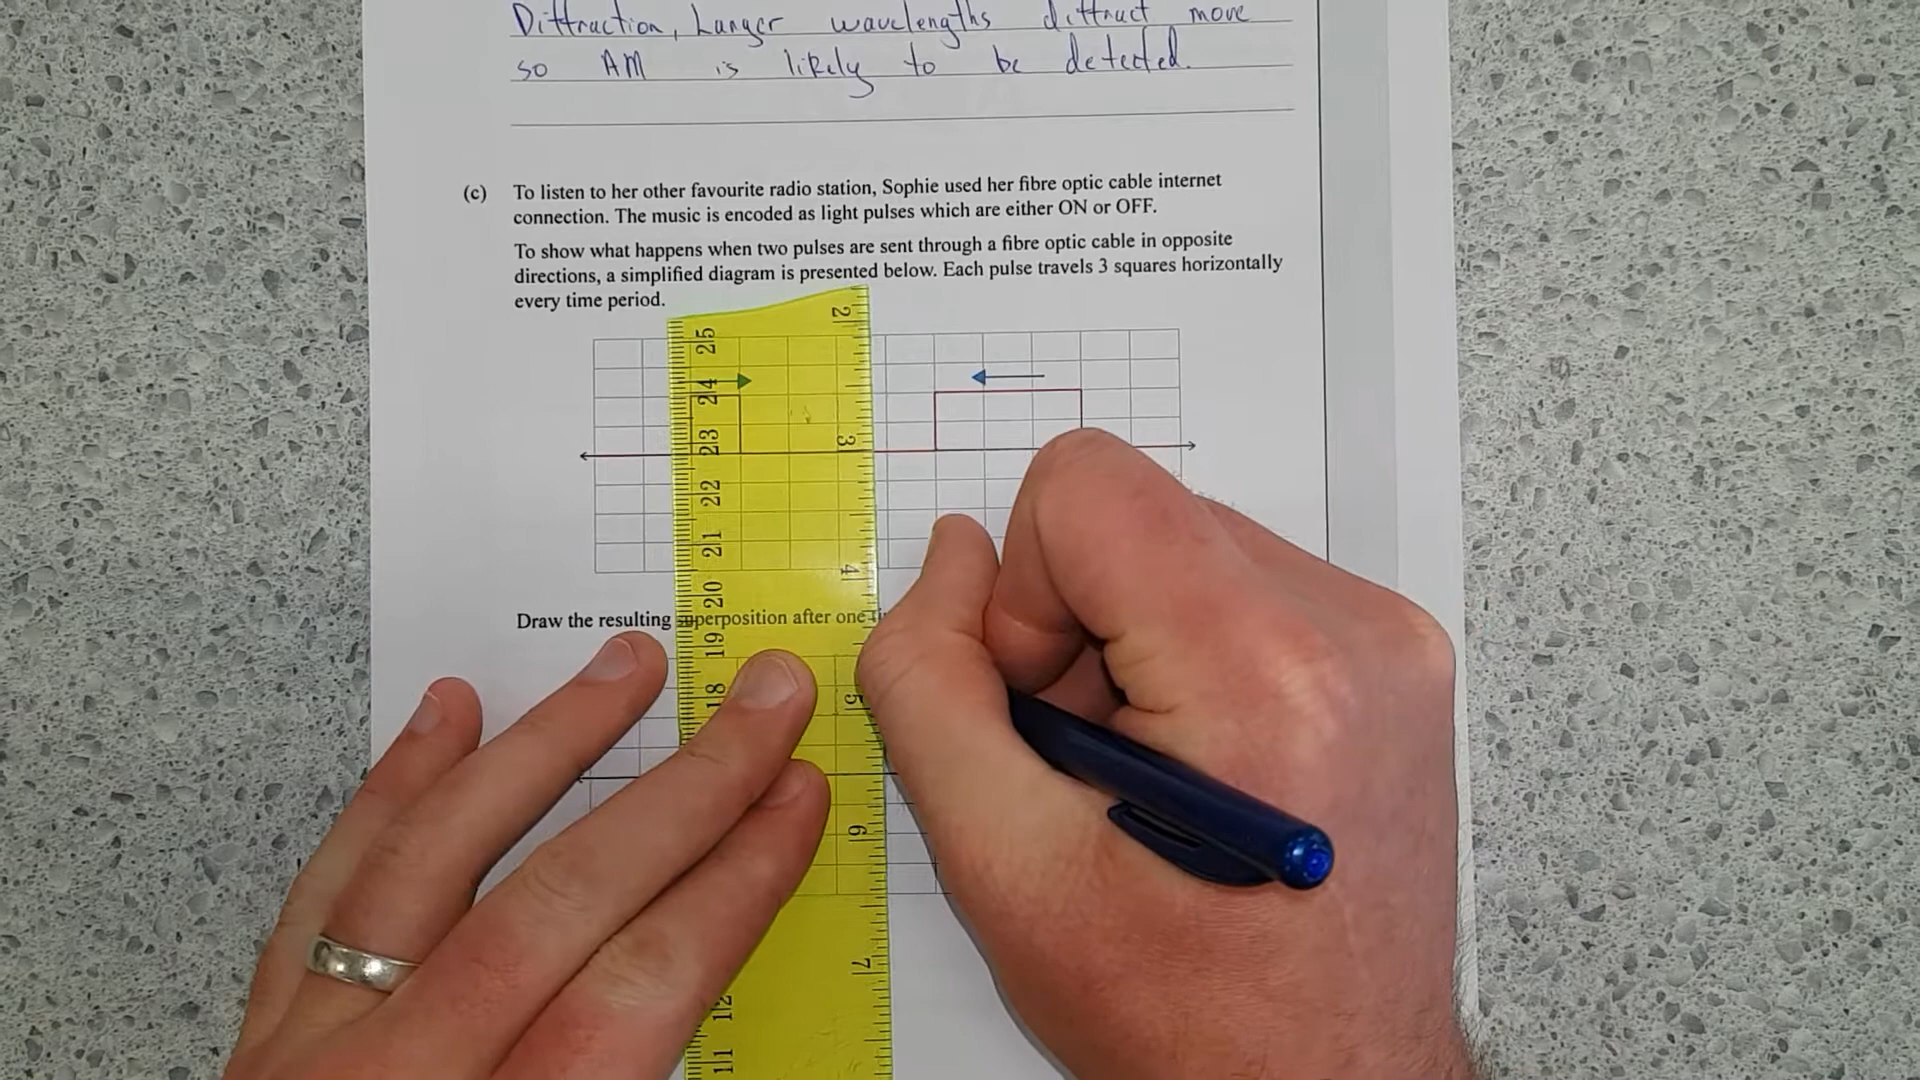 Diffraction, Langer wavelengths diffract move
so AM is likely to be detected.
(c) To listen to her other favourite radio station, Sophie used her fibre optic cable internet
connection. The music is encoded as light pulses which are either ON or OFF.
To show what happens when two pulses are sent through a fibre optic cable in opposite
directions, a simplified diagram is presented below. Each pulse travels 3 squares horizontally
every time period.
25
24
23
22
21
20
19
18
12
11
2
3
4
5
6
7
Draw the resulting superposition after one